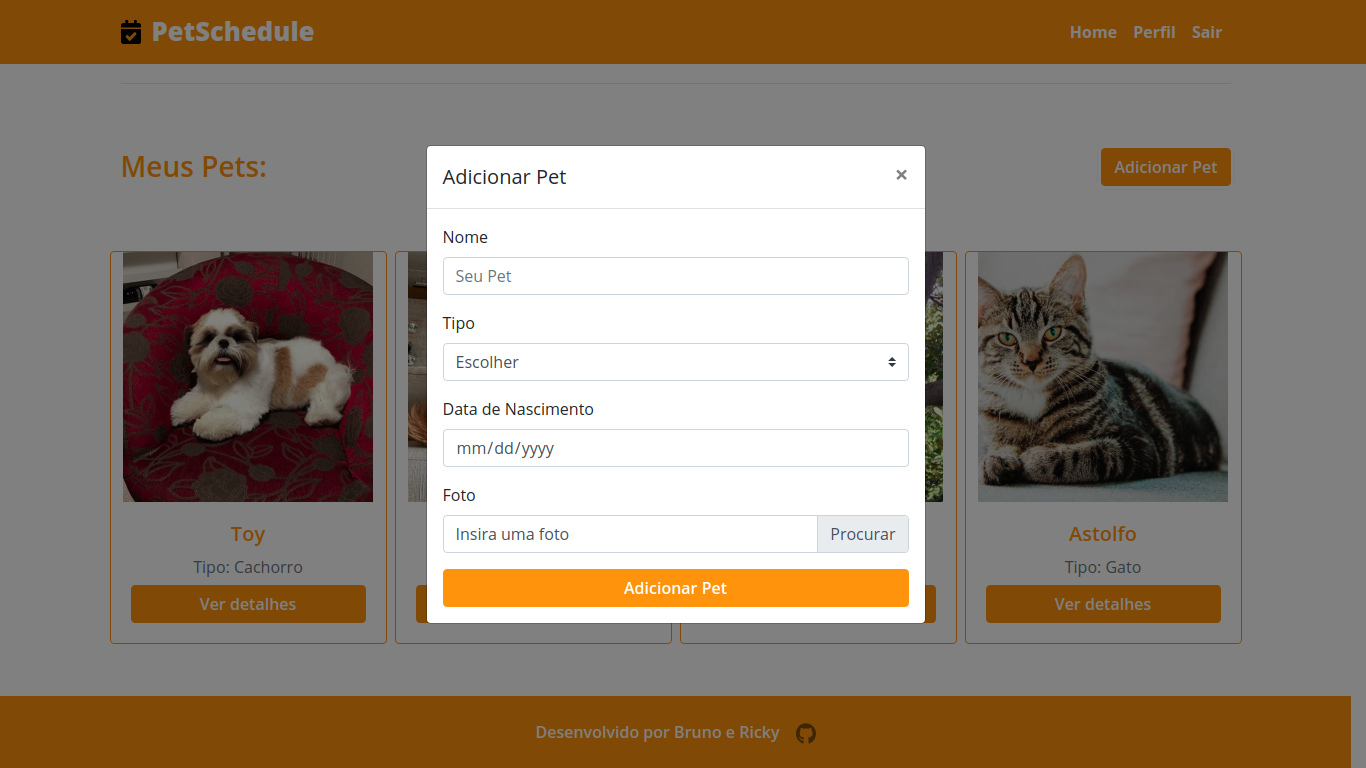 PetSchedule
Home Perfil Sair
Meus Pets:
Adicionar Pet
Adicionar Pet
×
Nome
Seu Pet
Tipo
Escolher
Data de Nascimento
mm/dd/yyyy
Foto
Insira uma foto
Procurar
Adicionar Pet
Toy
Tipo: Cachorro
Ver detalhes
Astolfo
Tipo: Gato
Ver detalhes
Desenvolvido por Bruno e Ricky